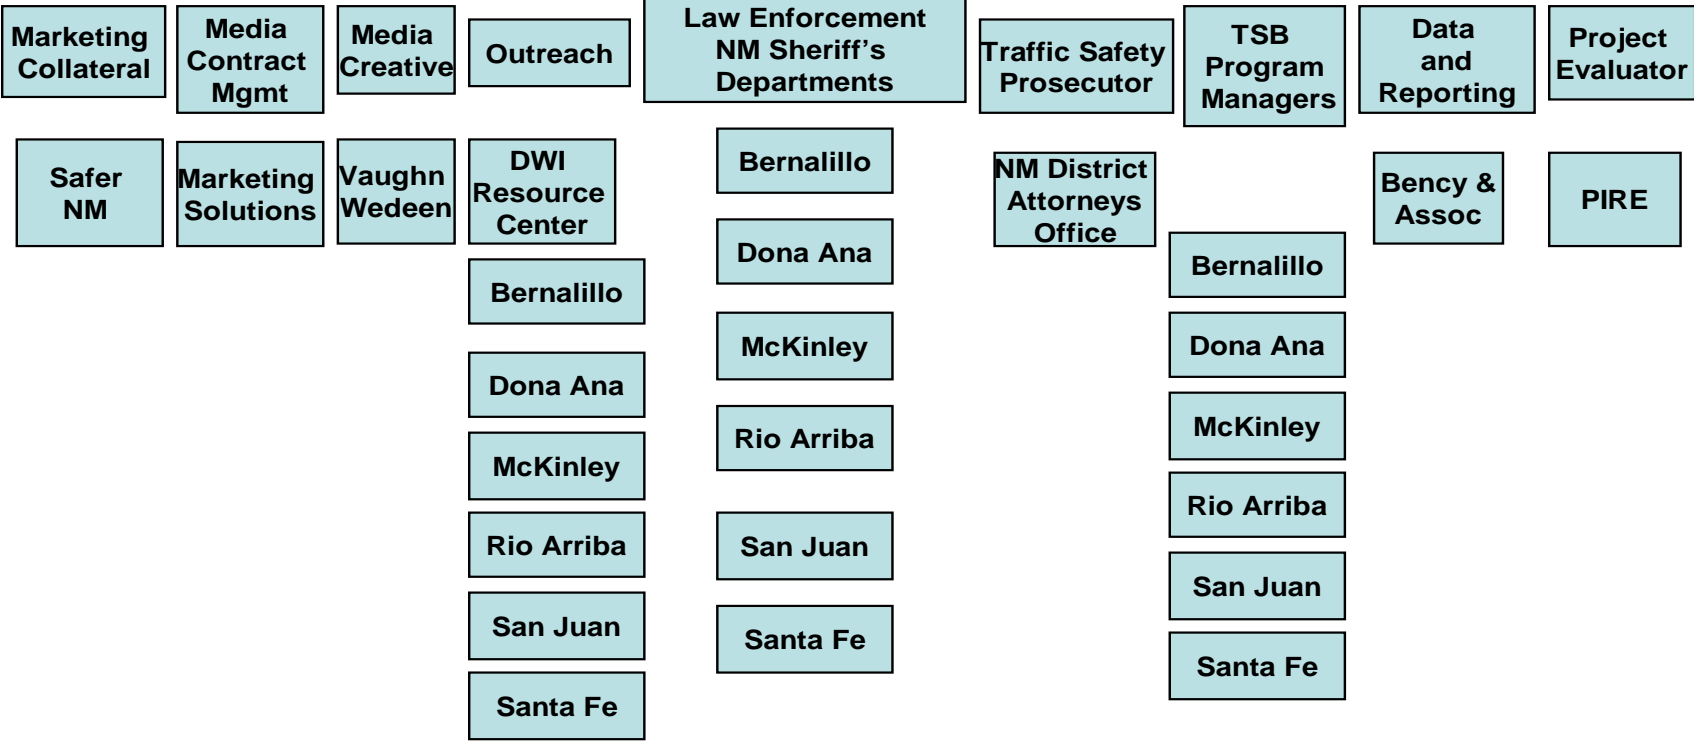 Marketing
Collateral
Media
Contract
Mgmt
Media
Creative
Outreach
Law Enforcement
NM Sheriff’s
Departments
Traffic Safety
Prosecutor
TSB
Program
Managers
Data
and
Reporting
Project
Evaluator
Safer
NM
Marketing
Solutions
Vaughn
Wedeen
DWI
Resource
Center
Bernalillo
Dona Ana
McKinley
Rio Arriba
San Juan
Santa Fe
Bernalillo
Dona Ana
McKinley
Rio Arriba
San Juan
Santa Fe
NM District
Attorneys
Office
Bernalillo
Dona Ana
McKinley
Rio Arriba
San Juan
Santa Fe
Bency &
Assoc
PIRE